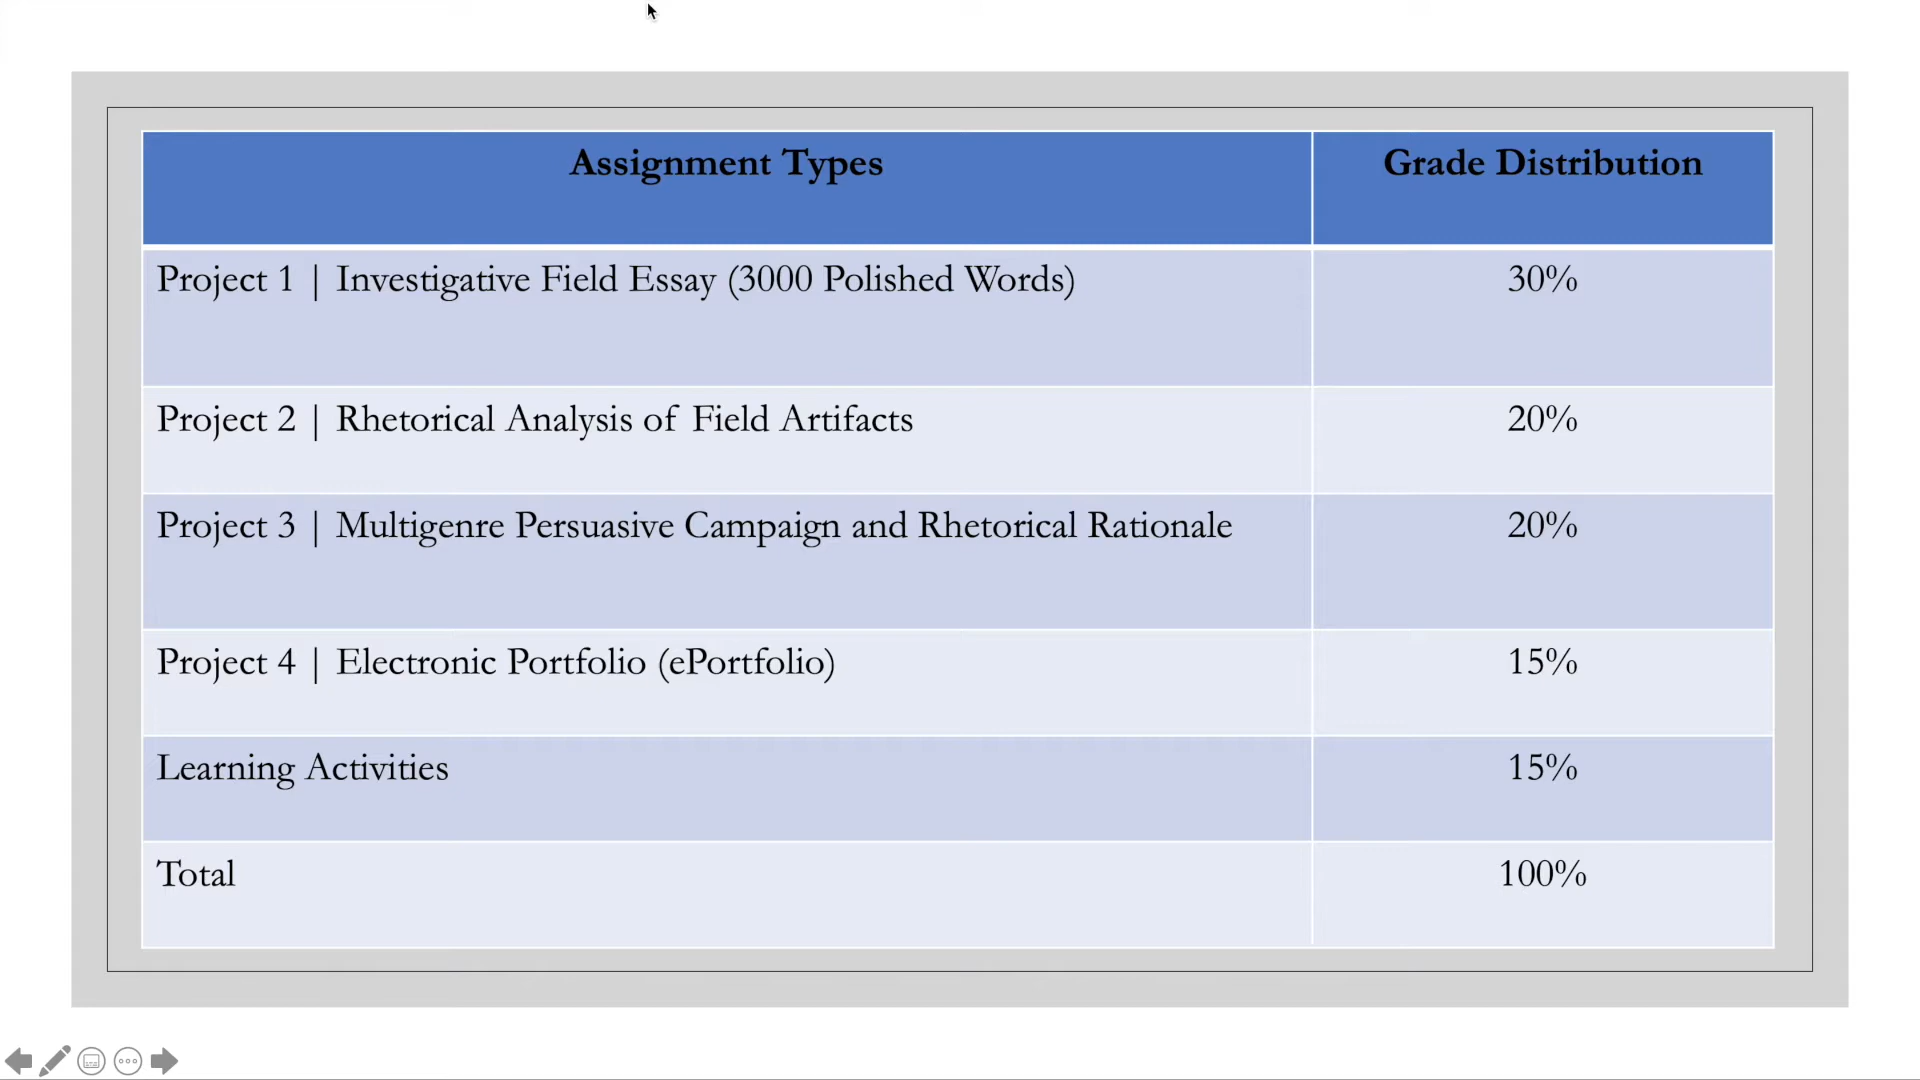 Assignment Types Grade Distribution
Project 1 | Investigative Field Essay (3000 Polished Words) 30%
Project 2 | Rhetorical Analysis of Field Artifacts 20%
Project 3 | Multigenre Persuasive Campaign and Rhetorical Rationale 20%
Project 4 | Electronic Portfolio (ePortfolio) 15%
Learning Activities 15%
Total 100%